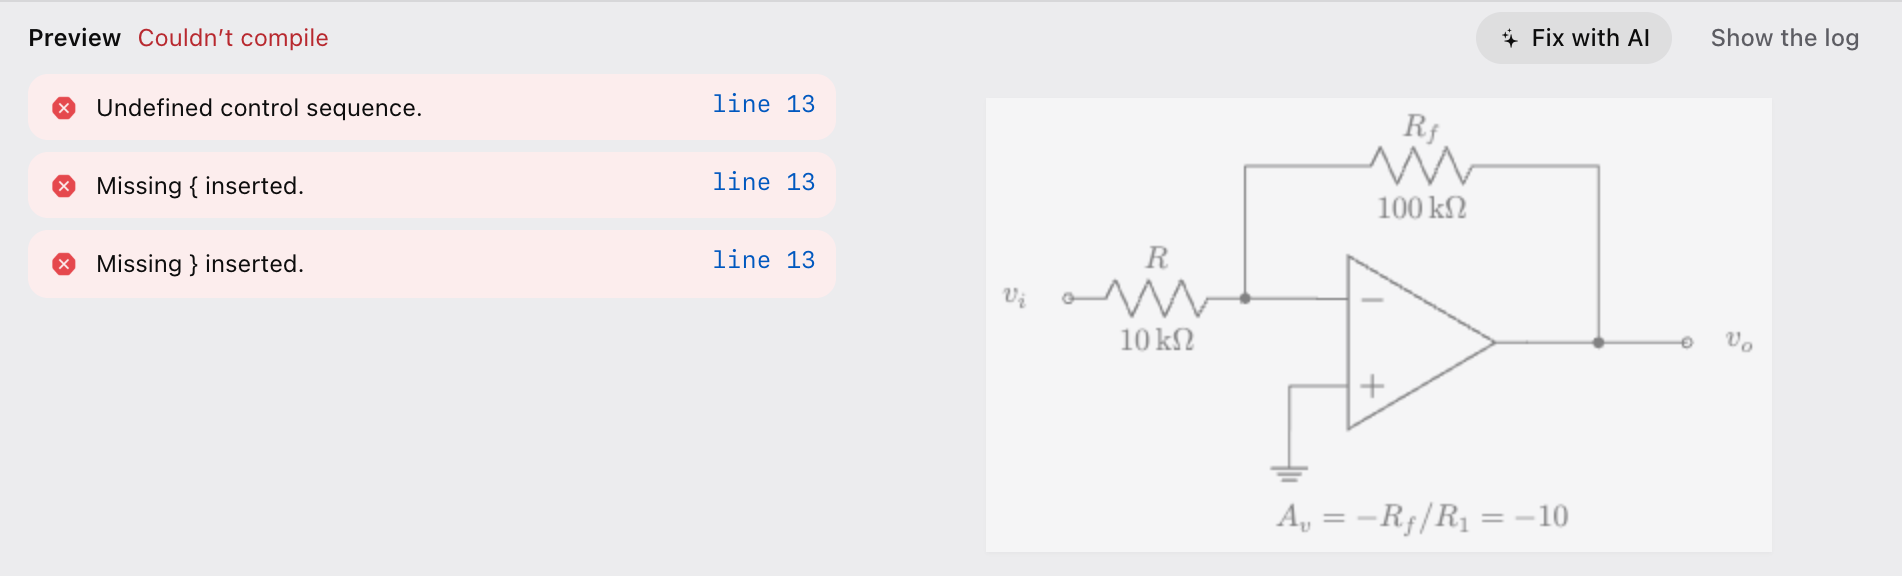 Preview Couldn’t compile
Fix with AI Show the log
Undefined control sequence. line 13
Missing { inserted. line 13
Missing } inserted. line 13
R_f
100 kΩ
R
v_i
10 kΩ
−
+
v_o
A_v = −R_f/R_1 = −10